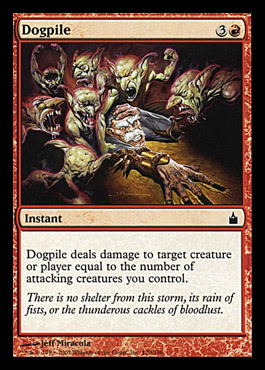 Dogpile 3
Instant
Dogpile deals damage to target creature
or player equal to the number of
attacking creatures you control.
There is no shelter from this storm, its rain of
fists, or the thunderous cackles of bloodlust.
Jeff Miracola